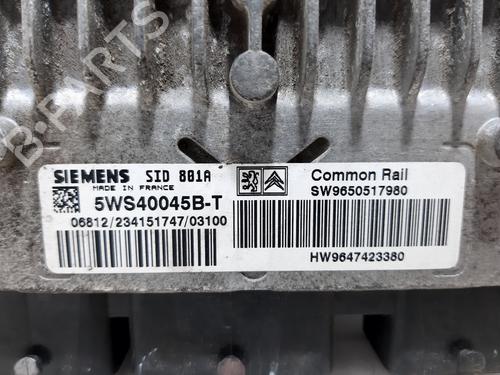 B-PARTS
SIEMENS SID 801A
MADE IN FRANCE
5WS40045B-T
06812/234151747/03100
Common Rail
SW9650517980
HW9647423380